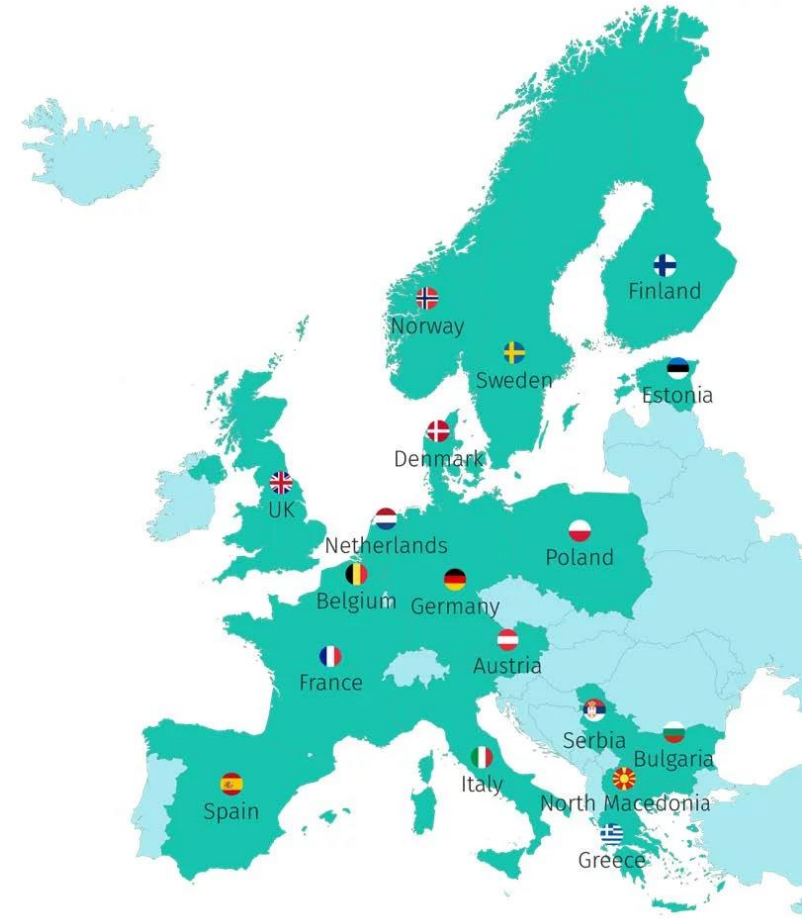 Finland
Norway
Sweden
Estonia
Denmark
UK
Netherlands
Poland
Belgium
Germany
Austria
France
Serbia
Bulgaria
Italy
North Macedonia
Spain
Greece